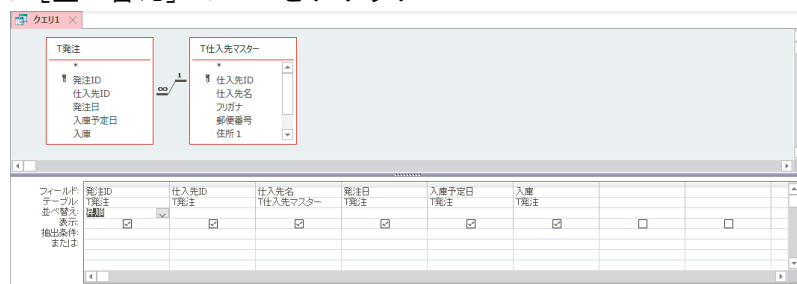 クエリ1
T発注
*
発注ID
仕入先ID
発注日
入庫予定日
入庫
∞ 1
T仕入先マスター
*
仕入先ID
仕入先名
フリガナ
郵便番号
住所1
フィールド: 発注ID 仕入先ID 仕入先名 発注日 入庫予定日 入庫
テーブル: T発注 T発注 T仕入先マスター T発注 T発注 T発注
並べ替え: 昇順
表示:
抽出条件:
または: